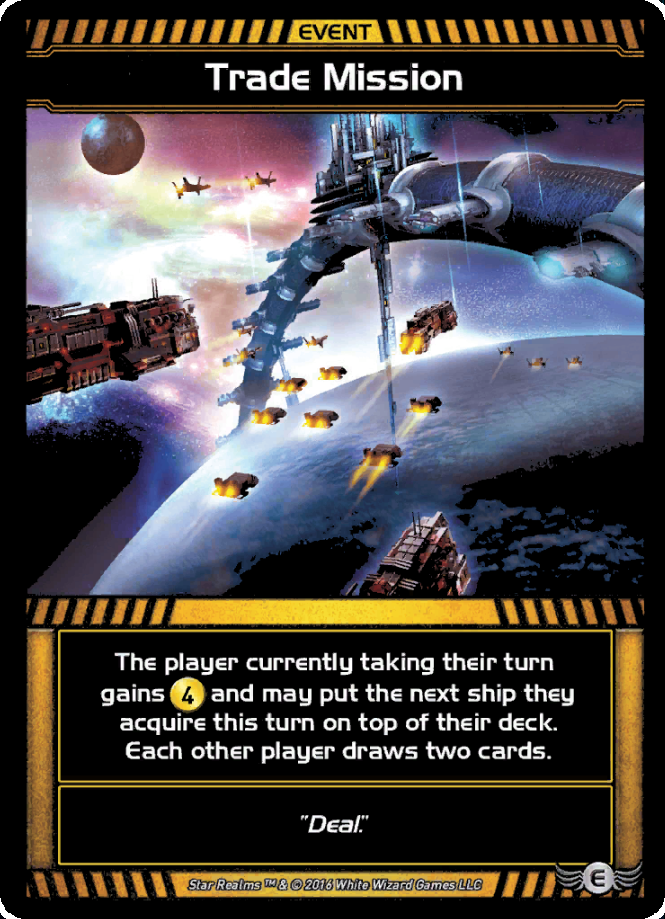 EVENT
Trade Mission
The player currently taking their turn
gains 4 and may put the next ship they
acquire this turn on top of their deck.
Each other player draws two cards.
"Deal."
Star Realms ™ & © 2016 White Wizard Games LLC
E